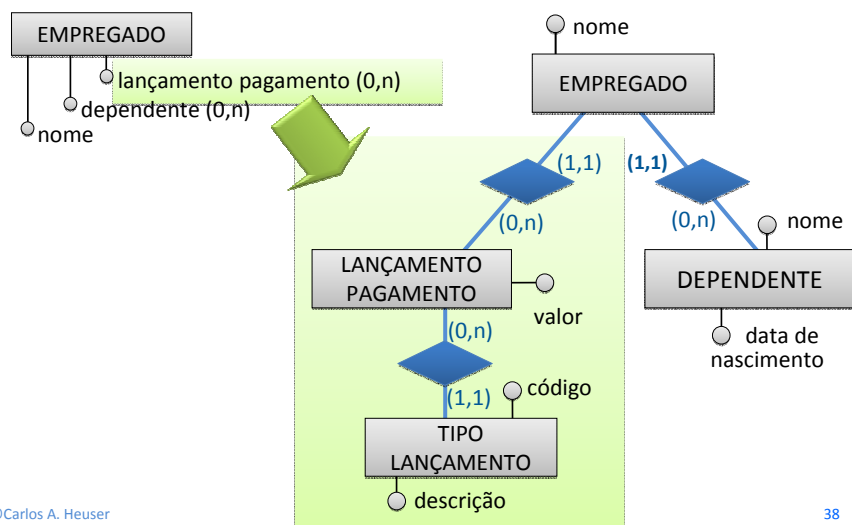 EMPREGADO
lançamento pagamento (0,n)
dependente (0,n)
nome
nome
EMPREGADO
(1,1)
(1,1)
(0,n)
(0,n)
nome
LANÇAMENTO
PAGAMENTO
valor
DEPENDENTE
data de
nascimento
(0,n)
(1,1)
código
TIPO
LANÇAMENTO
descrição
©Carlos A. Heuser
38